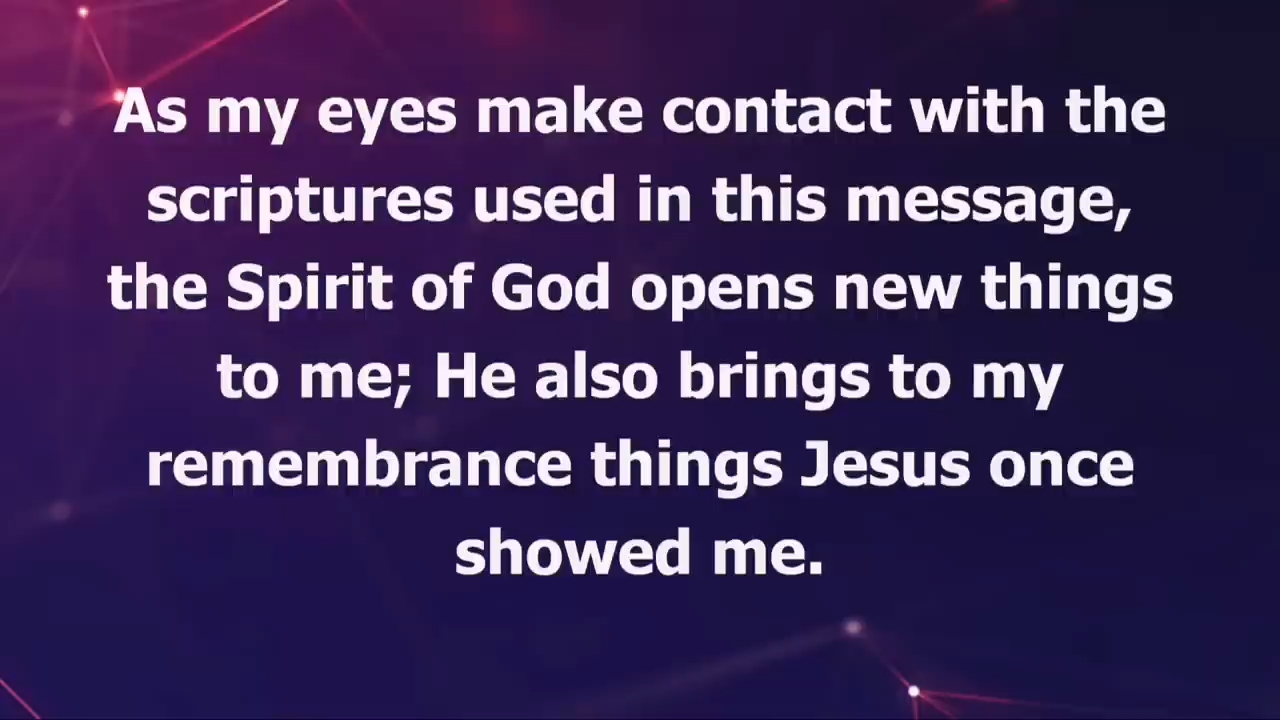 As my eyes make contact with the
scriptures used in this message,
the Spirit of God opens new things
to me; He also brings to my
remembrance things Jesus once
showed me.